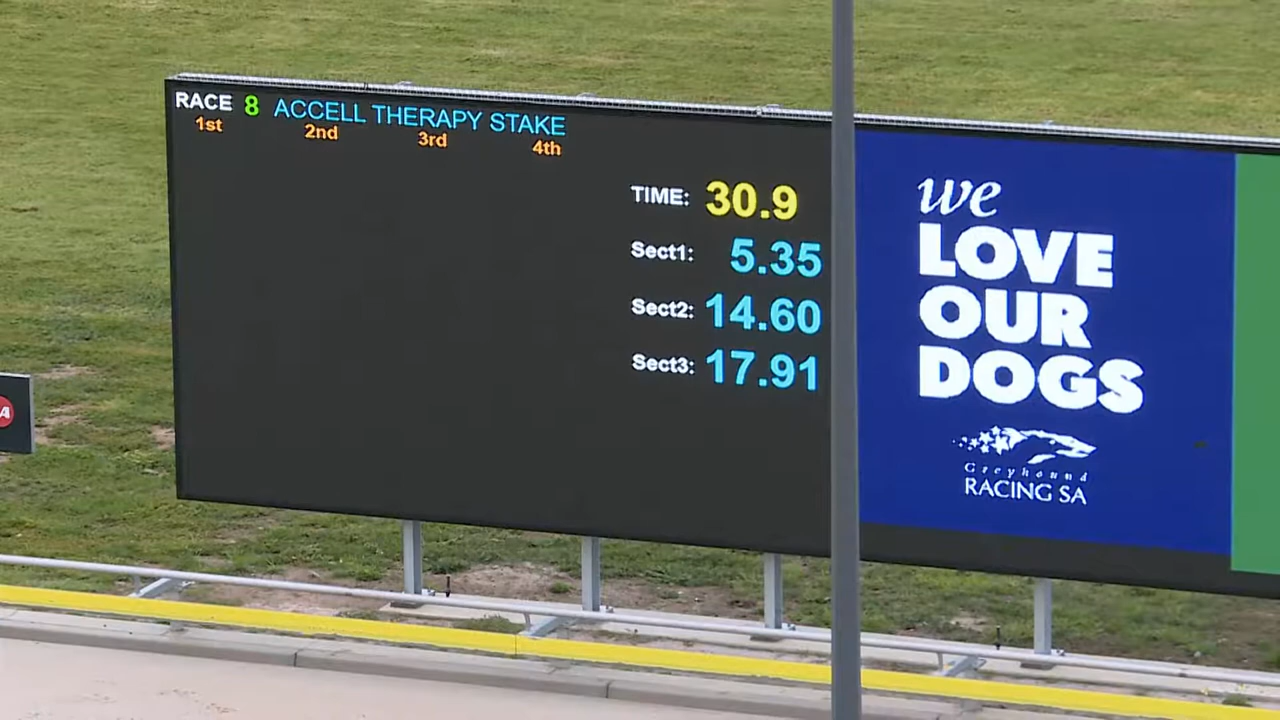 RACE 8 ACCELL THERAPY STAKE
1st 2nd 3rd 4th
TIME: 30.9
Sect1: 5.35
Sect2: 14.60
Sect3: 17.91
we
LOVE
OUR
DOGS
Greyhound
RACING SA